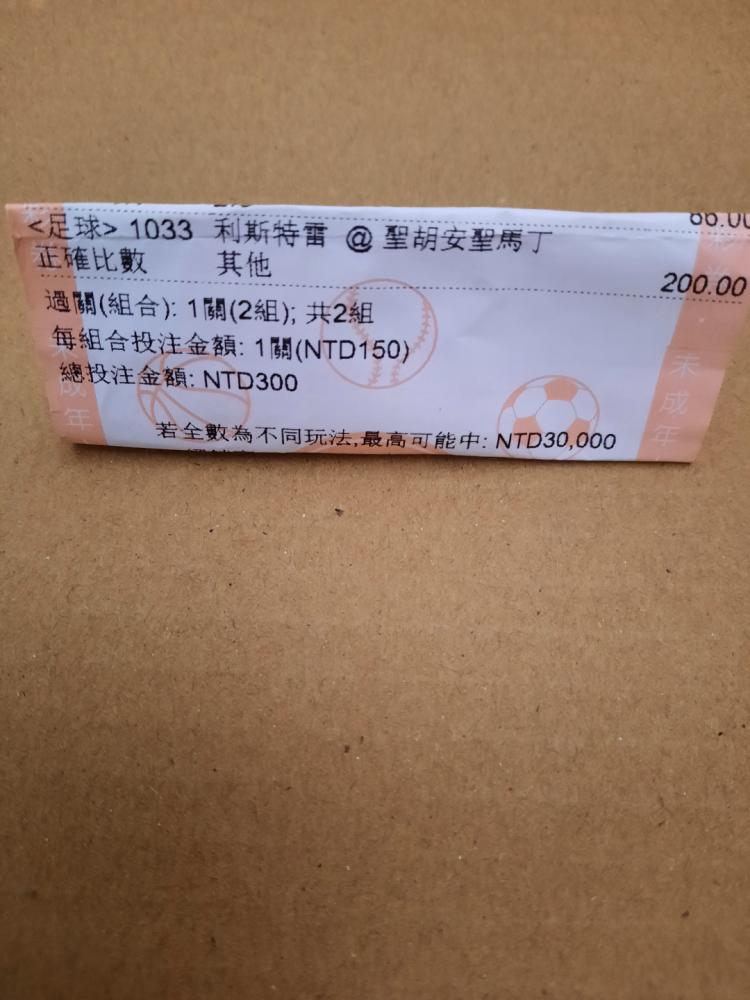 66.00
<足球> 1033 利斯特雷 @ 聖胡安聖馬丁
正確比數 其他 200.00
過關(組合): 1關(2組); 共2組
每組合投注金額: 1關(NTD150)
總投注金額: NTD300
若全數為不同玩法,最高可能中: NTD30,000
未成年
成年